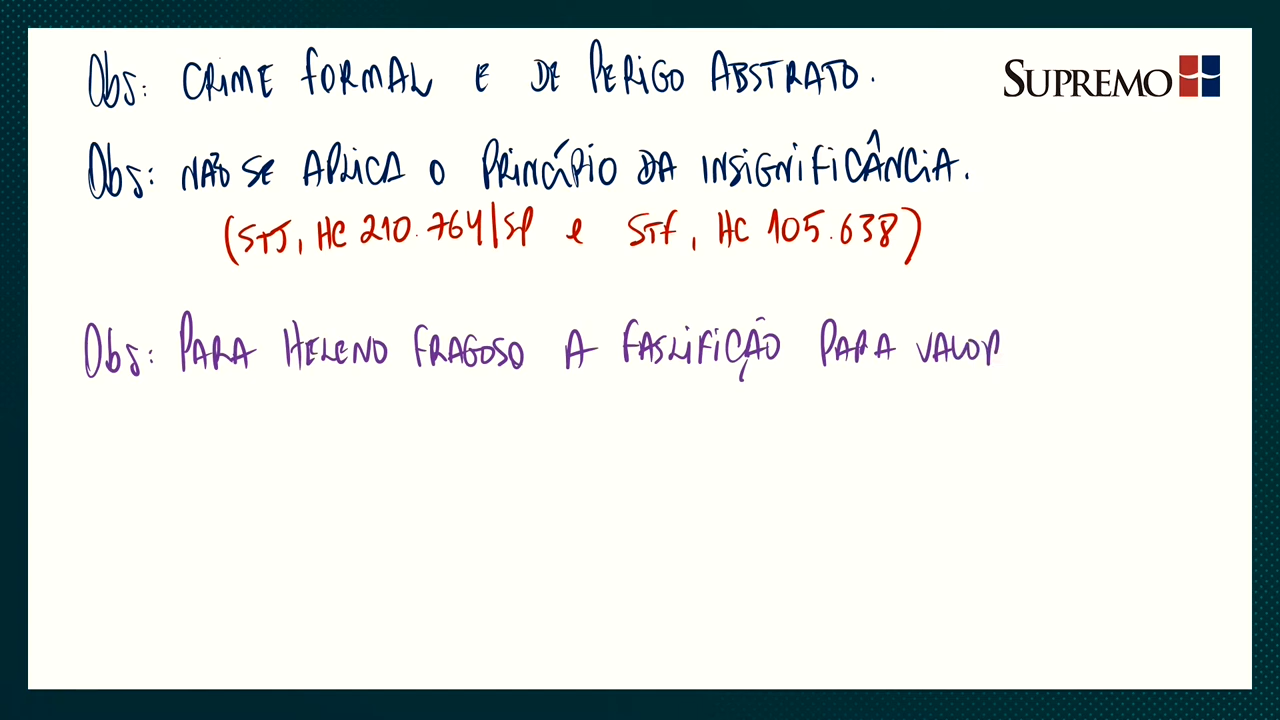 Obs: CRIME FORMAL E DE PERIGO ABSTRATO.
SUPREMO
Obs: NÃO SE APLICA O PRINCÍPIO DA INSIGNIFICÂNCIA.
(STJ, HC 210.764/SP e STF, HC 105.638)
Obs: PARA HELENO FRAGOSO A FASLIFIÇÃO PARA VALOR